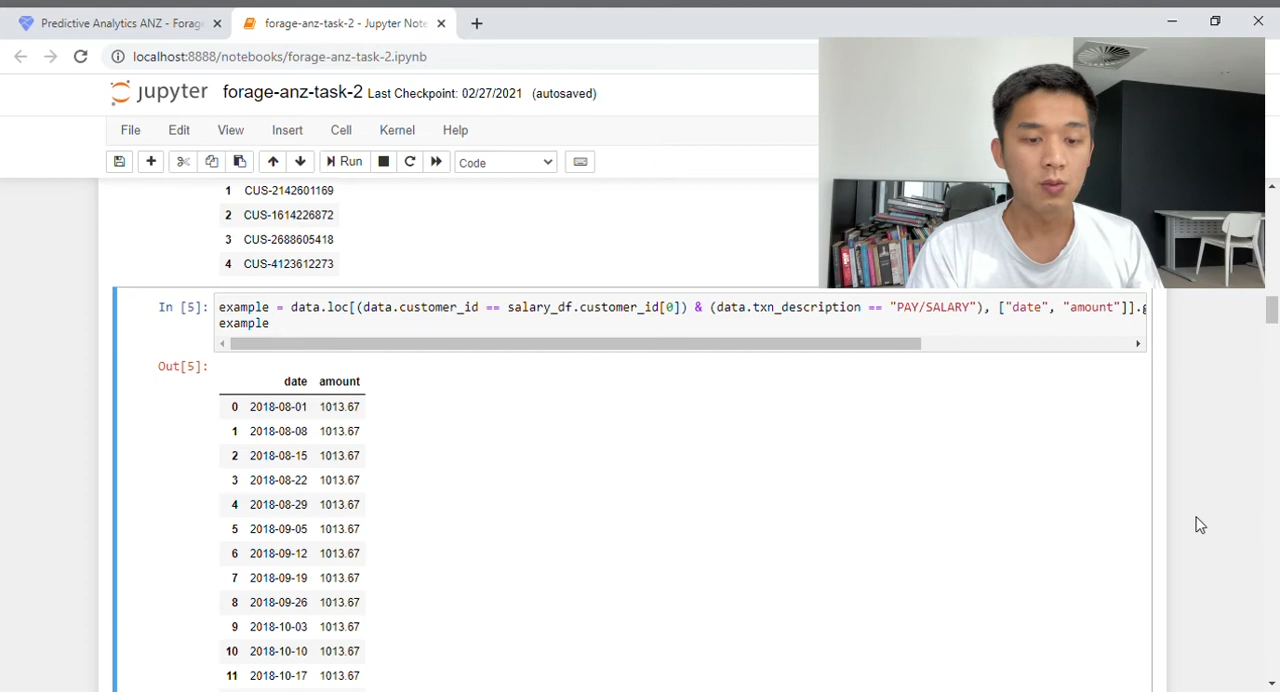 Predictive Analytics ANZ - Forag
forage-anz-task-2 - Jupyter Note
localhost:8888/notebooks/forage-anz-task-2.ipynb
jupyter forage-anz-task-2 Last Checkpoint: 02/27/2021 (autosaved)
File Edit View Insert Cell Kernel Help
Run Code
1 CUS-2142601169
2 CUS-1614226872
3 CUS-2688605418
4 CUS-4123612273
In [5]: example = data.loc[(data.customer_id == salary_df.customer_id[0]) & (data.txn_description == "PAY/SALARY"), ["date", "amount"]].g
example
Out[5]:
date amount
0 2018-08-01 1013.67
1 2018-08-08 1013.67
2 2018-08-15 1013.67
3 2018-08-22 1013.67
4 2018-08-29 1013.67
5 2018-09-05 1013.67
6 2018-09-12 1013.67
7 2018-09-19 1013.67
8 2018-09-26 1013.67
9 2018-10-03 1013.67
10 2018-10-10 1013.67
11 2018-10-17 1013.67